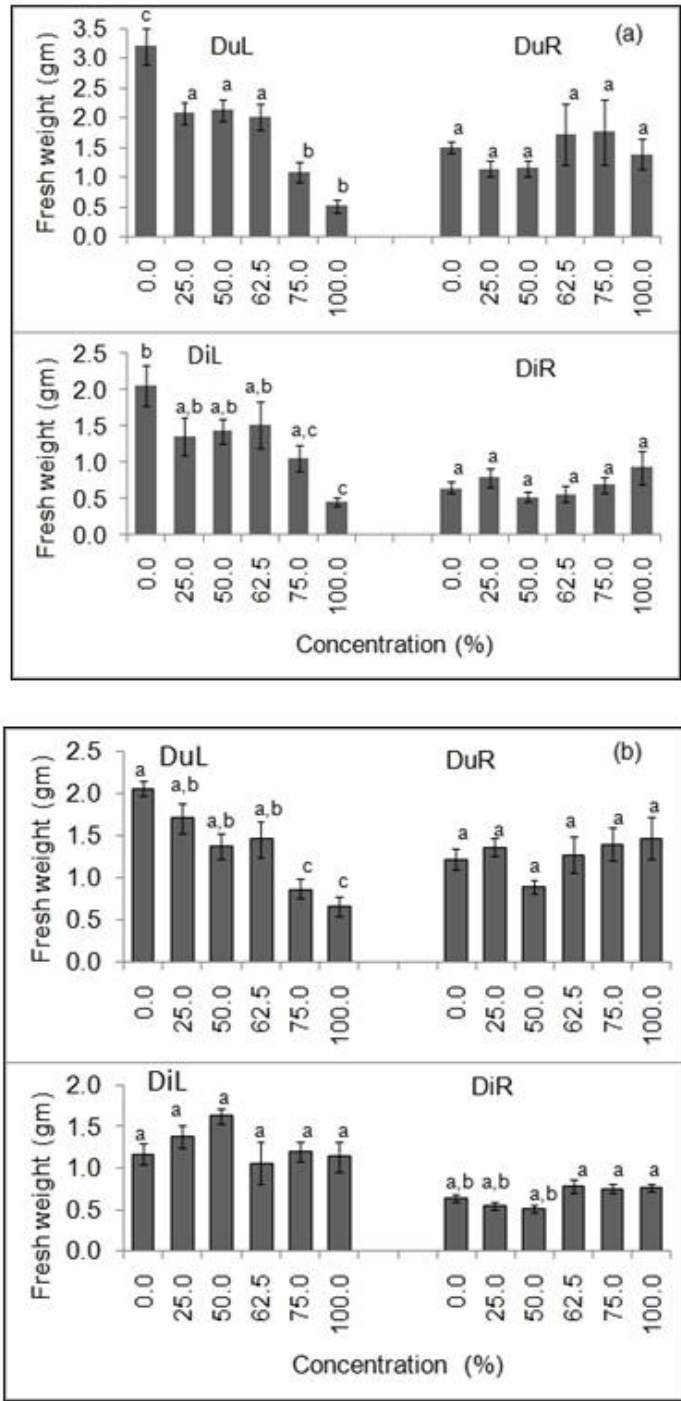 (a)
DuL DuR
Fresh weight (gm)
3.5
3.0
2.5
2.0
1.5
1.0
0.5
0.0
c a a a b b a a a a a a
0.0 25.0 50.0 62.5 75.0 100.0 0.0 25.0 50.0 62.5 75.0 100.0
DiL DiR
Fresh weight (gm)
2.5
2.0
1.5
1.0
0.5
0.0
b a,b a,b a,b a,c c a a a a a a
0.0 25.0 50.0 62.5 75.0 100.0 0.0 25.0 50.0 62.5 75.0 100.0
Concentration (%)
(b)
DuL DuR
Fresh weight (gm)
2.5
2.0
1.5
1.0
0.5
0.0
a a,b a,b a,b c c a a a a a a
0.0 25.0 50.0 62.5 75.0 100.0 0.0 25.0 50.0 62.5 75.0 100.0
DiL DiR
Fresh weight (gm)
2.0
1.5
1.0
0.5
0.0
a a a a a a a,b a,b a,b a a a
0.0 25.0 50.0 62.5 75.0 100.0 0.0 25.0 50.0 62.5 75.0 100.0
Concentration (%)